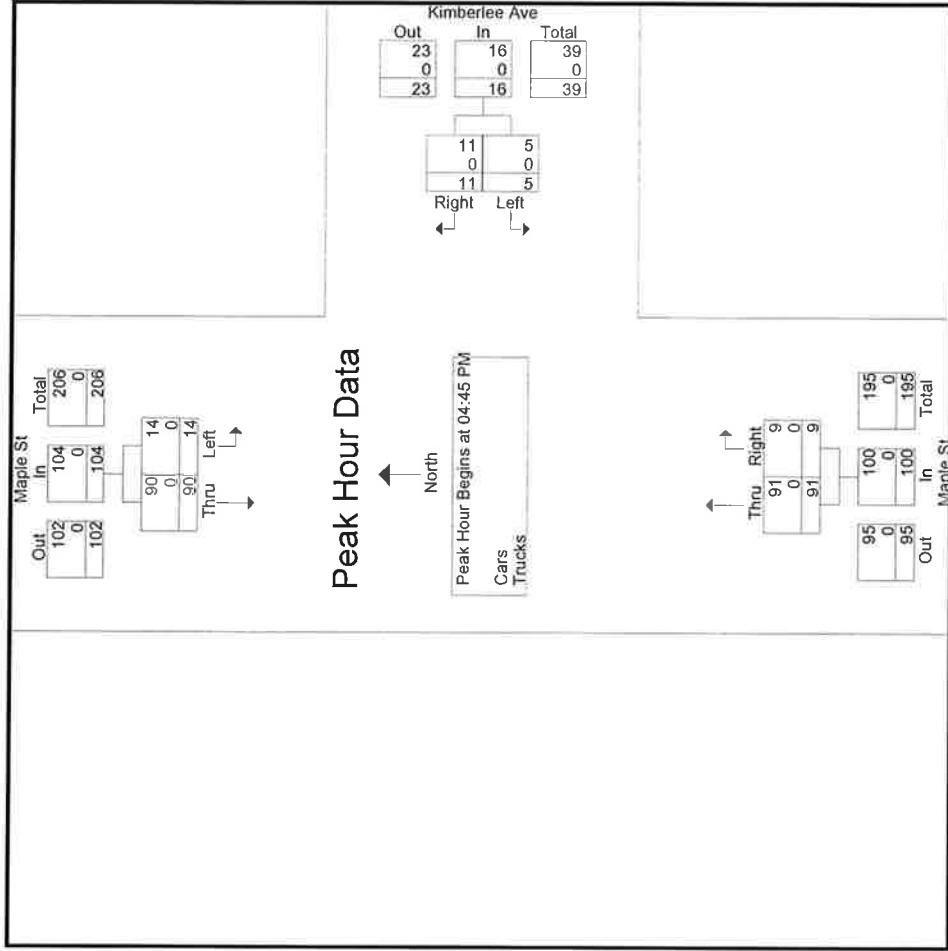 Kimberlee Ave
Out In Total
23 16 39
0 0 0
23 16 39
11 5
0 0
11 5
Right Left
Maple St
Out In Total
102 104 206
0 0 0
102 104 206
90 14
0 0
90 14
Thru Left
Peak Hour Data
North
Peak Hour Begins at 04:45 PM
Cars
Trucks
Thru Right
91 9
0 0
91 9
95 100 195
0 0 0
95 100 195
Out In Total
Maple St